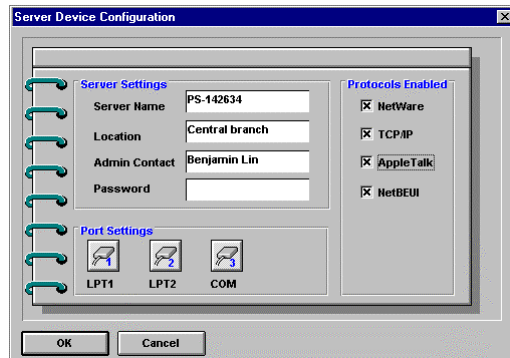 Server Device Configuration
Server Settings
Server Name PS-142634
Location Central branch
Admin Contact Benjamin Lin
Password
Protocols Enabled
NetWare
TCP/IP
AppleTalk
NetBEUI
Port Settings
1 2 3
LPT1 LPT2 COM
OK Cancel